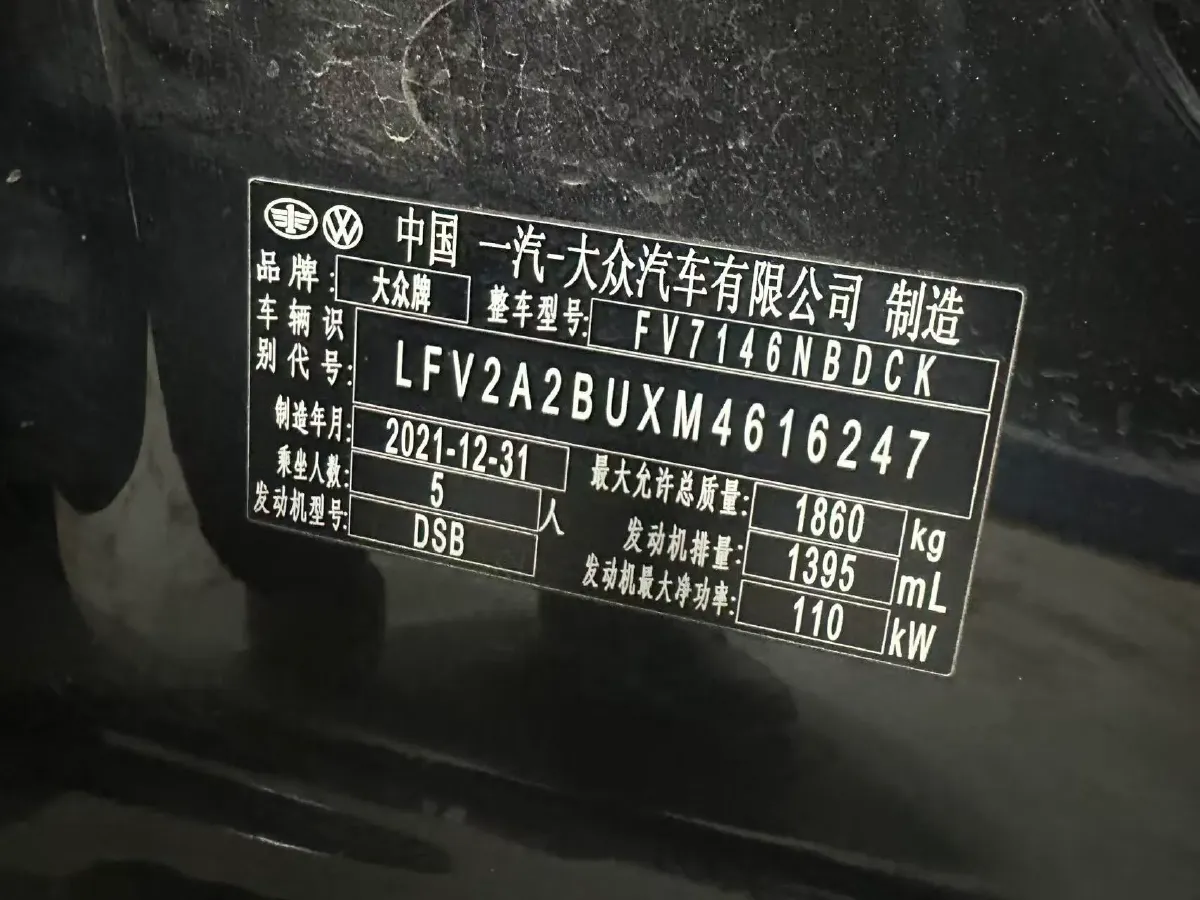 中国 一汽-大众汽车有限公司 制造
品牌: 大众牌 整车型号: FV7146NBDCK
车辆识别代号: LFV2A2BUXM4616247
制造年月: 2021-12-31 最大允许总质量: 1860 kg
乘坐人数: 5 人 发动机排量: 1395 mL
发动机型号: DSB 发动机最大净功率: 110 kW